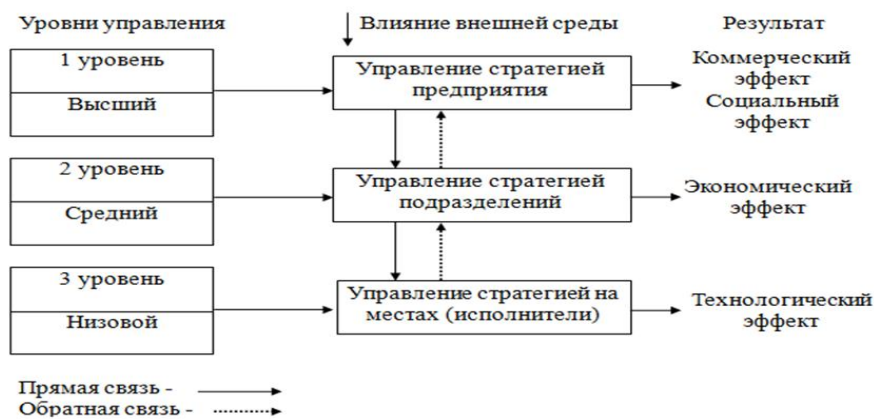 Уровни управления
Влияние внешней среды
Результат
1 уровень
Высший
Управление стратегией
предприятия
Коммерческий
эффект
Социальный
эффект
2 уровень
Средний
Управление стратегией
подразделений
Экономический
эффект
3 уровень
Низовой
Управление стратегией на
местах (исполнители)
Технологический
эффект
Прямая связь -
Обратная связь -